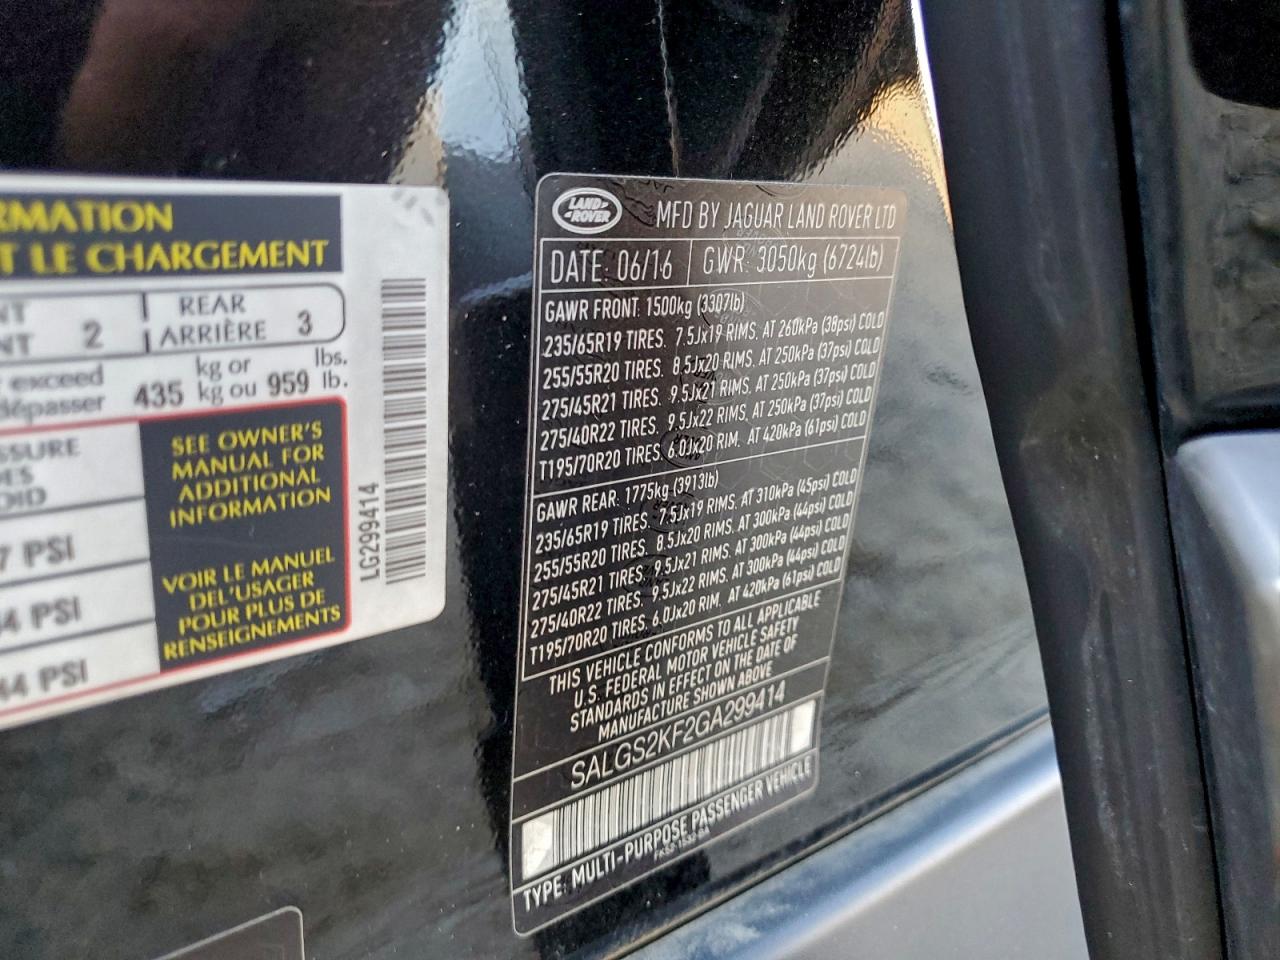 RMATION
T LE CHARGEMENT
NT 2 REAR 3
NT ARRIÈRE
exceed 435 kg or 959 lbs.
dépasser kg ou lb.
SSURE
DES
OID
7 PSI
44 PSI
44 PSI
SEE OWNER'S
MANUAL FOR
ADDITIONAL
INFORMATION
VOIR LE MANUEL
DEL'USAGER
POUR PLUS DE
RENSEIGNEMENTS
LG299414
LAND ROVER
MFD BY JAGUAR LAND ROVER LTD
DATE: 06/16 GWR: 3050kg (6724lb)
GAWR FRONT: 1500kg (3307lb)
235/65R19 TIRES. 7.5Jx19 RIMS. AT 260kPa (38psi) COLD
255/55R20 TIRES. 8.5Jx20 RIMS. AT 250kPa (37psi) COLD
275/45R21 TIRES. 9.5Jx21 RIMS. AT 250kPa (37psi) COLD
275/40R22 TIRES. 9.5Jx22 RIMS. AT 250kPa (37psi) COLD
T195/70R20 TIRES. 6.0Jx20 RIM. AT 420kPa (61psi) COLD
GAWR REAR: 1775kg (3913lb)
235/65R19 TIRES. 7.5Jx19 RIMS. AT 310kPa (45psi) COLD
255/55R20 TIRES. 8.5Jx20 RIMS. AT 300kPa (44psi) COLD
275/45R21 TIRES. 9.5Jx21 RIMS. AT 300kPa (44psi) COLD
275/40R22 TIRES. 9.5Jx22 RIMS. AT 300kPa (44psi) COLD
T195/70R20 TIRES. 6.0Jx20 RIM. AT 420kPa (61psi) COLD
THIS VEHICLE CONFORMS TO ALL APPLICABLE
U.S. FEDERAL MOTOR VEHICLE SAFETY
STANDARDS IN EFFECT ON THE DATE OF
MANUFACTURE SHOWN ABOVE
SALGS2KF2GA299414
TYPE: MULTI-PURPOSE PASSENGER VEHICLE